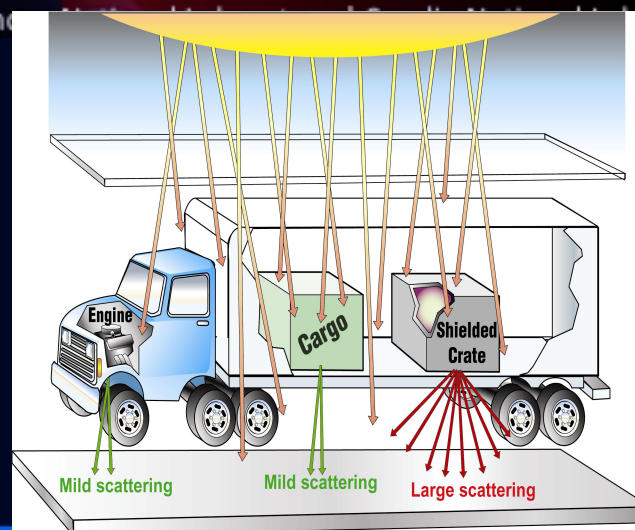 Engine
Cargo
Shielded
Crate
Mild scattering
Mild scattering
Large scattering